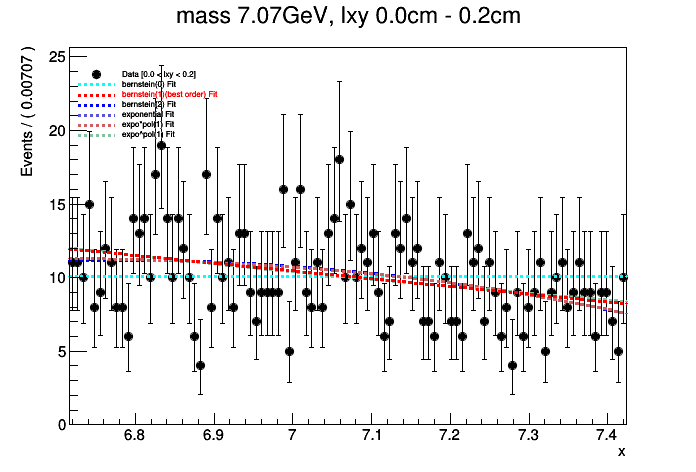 mass 7.07GeV, lxy 0.0cm - 0.2cm
Events / ( 0.00707 )
25
20
15
10
5
0
Data [0.0 < lxy < 0.2]
bernstein(0) Fit
bernstein(1)(best order) Fit
bernstein(2) Fit
exponential Fit
expo*pol(1) Fit
expo^pol(1) Fit
6.8
6.9
7
7.1
7.2
7.3
7.4
x